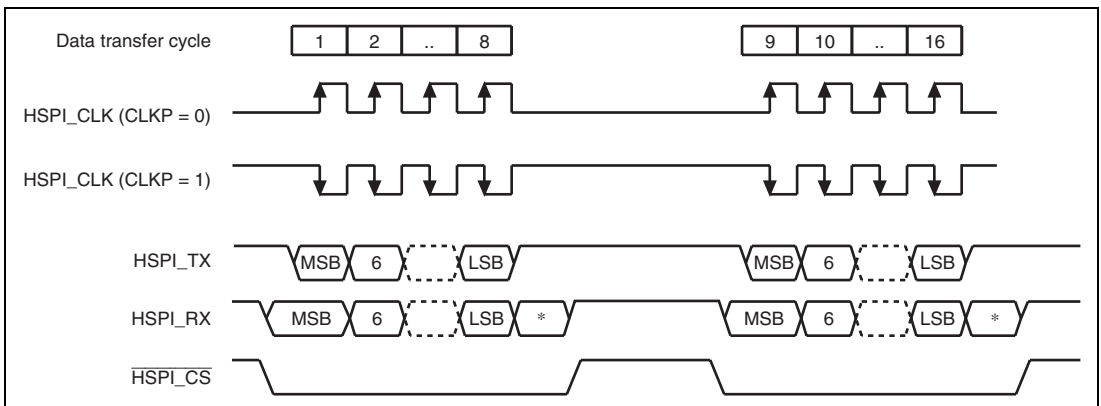 Data transfer cycle 1 2 .. 8 9 10 .. 16
HSPI_CLK (CLKP = 0)
HSPI_CLK (CLKP = 1)
HSPI_TX MSB 6 LSB MSB 6 LSB
HSPI_RX MSB 6 LSB * MSB 6 LSB *
HSPI_CS